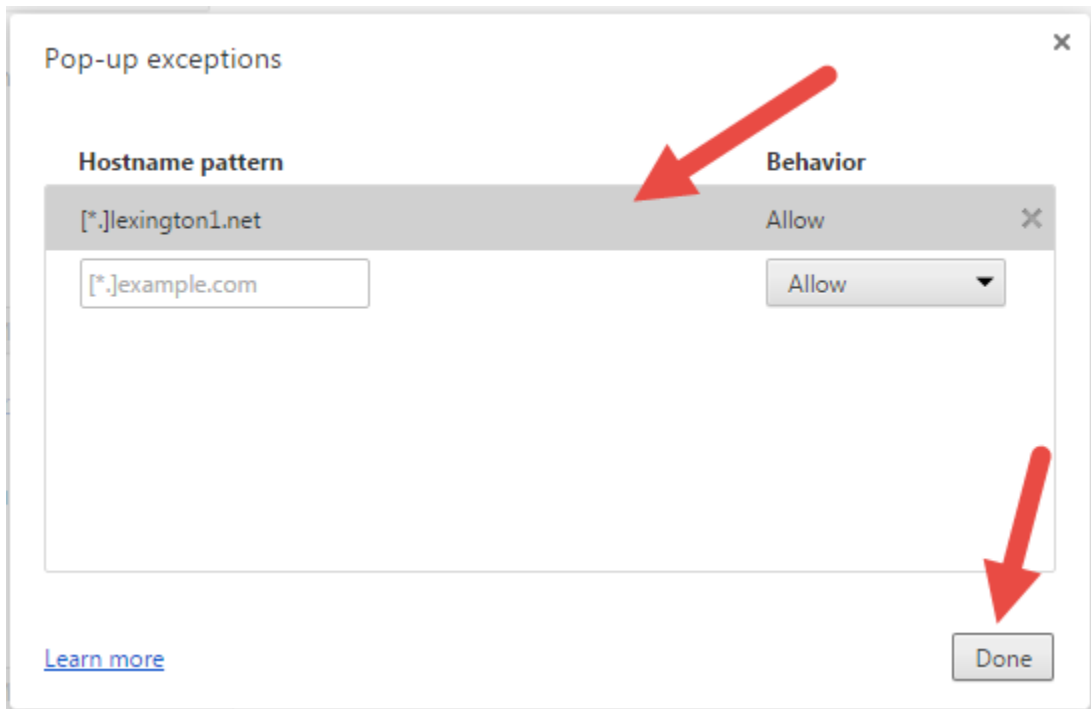 Pop-up exceptions
Hostname pattern Behavior
[*.]lexington1.net Allow
[*.]example.com Allow
Learn more Done